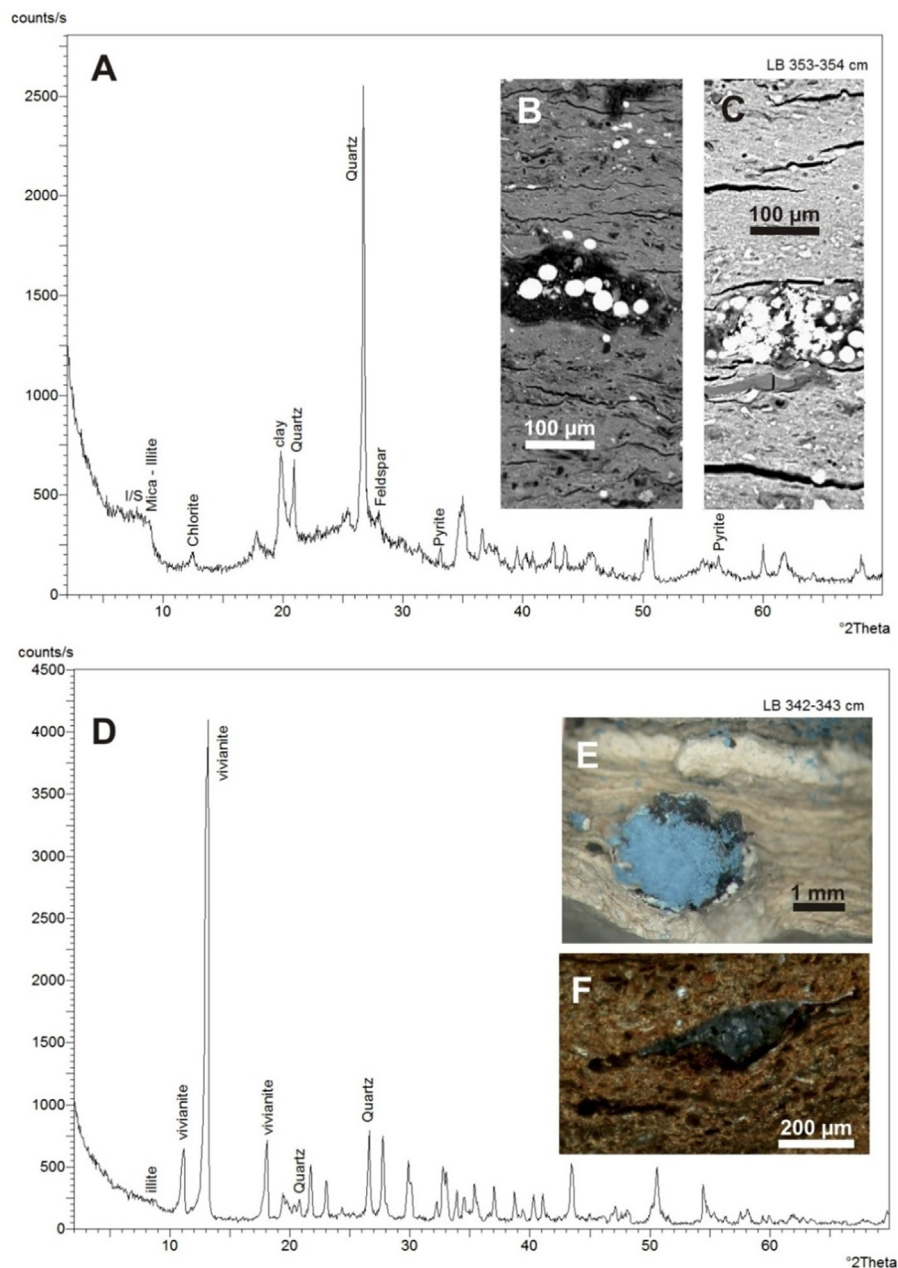 counts/s
A
LB 353-354 cm
2500
B
C
Quartz
2000
100 µm
1500
1000
100 µm
clay
Quartz
Mica - Illite
I/S
Feldspar
500
Chlorite
Pyrite
Pyrite
0
10
20
30
40
50
60
°2Theta
counts/s
4500
LB 342-343 cm
D
E
4000
vivianite
3500
3000
1 mm
2500
F
2000
1500
200 µm
1000
vivianite
vivianite
Quartz
500
illite
Quartz
0
10
20
30
40
50
60
°2Theta